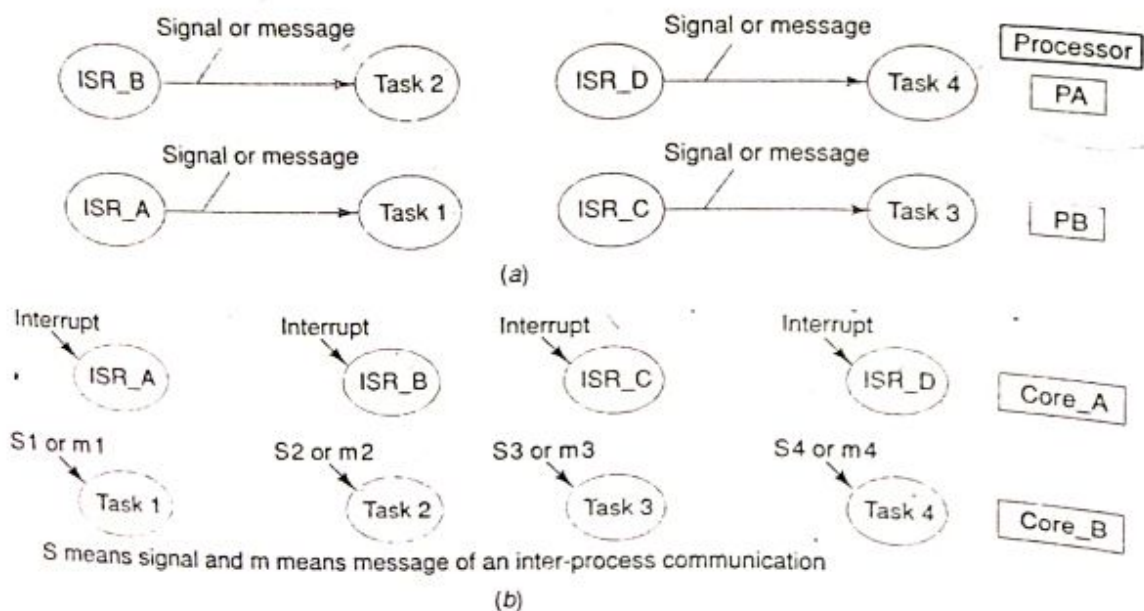 Signal or message
Signal or message
Processor
ISR_B
Task 2
ISR_D
Task 4
PA
Signal or message
Signal or message
ISR_A
Task 1
ISR_C
Task 3
PB
(a)
Interrupt
Interrupt
Interrupt
Interrupt
ISR_A
ISR_B
ISR_C
ISR_D
Core_A
S1 or m1
S2 or m2
S3 or m3
S4 or m4
Task 1
Task 2
Task 3
Task 4
Core_B
S means signal and m means message of an inter-process communication
(b)